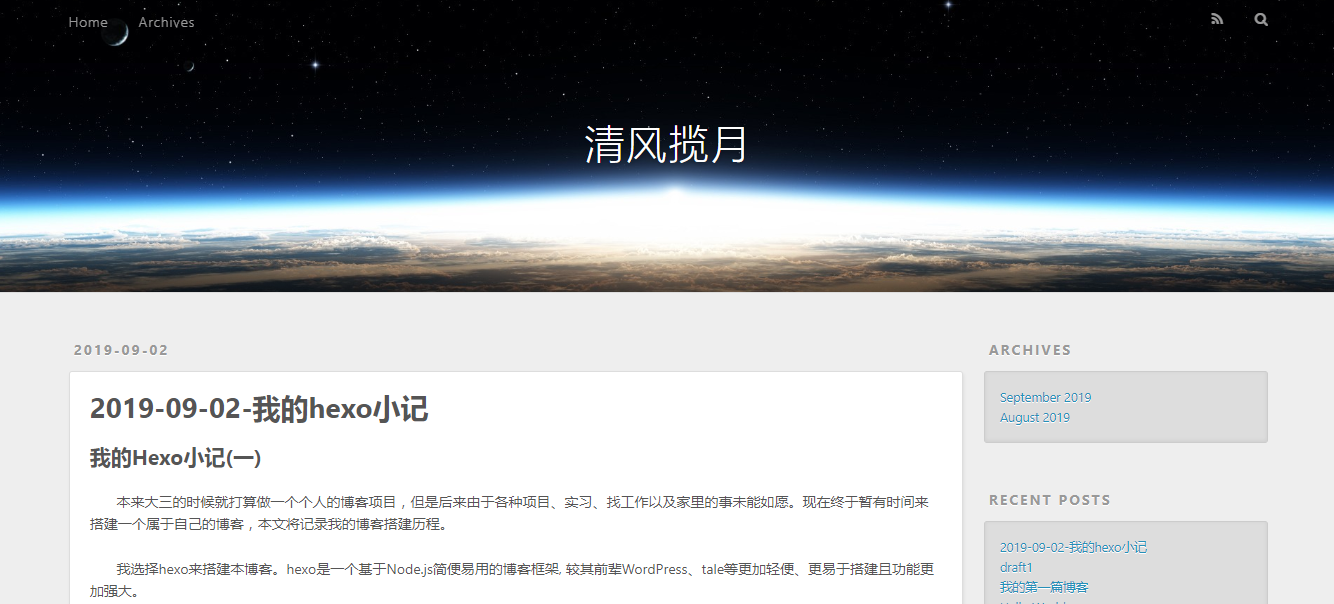 Home Archives
清风揽月
2019-09-02
2019-09-02-我的hexo小记
我的Hexo小记(一)
本来大三的时候就打算做一个个人的博客项目，但是后来由于各种项目、实习、找工作以及家里的事未能如愿。现在终于暂有时间来
搭建一个属于自己的博客，本文将记录我的博客搭建历程。
我选择hexo来搭建本博客。hexo是一个基于Node.js简便易用的博客框架, 较其前辈WordPress、tale等更加轻便、更易于搭建且功能更
加强大。
ARCHIVES
September 2019
August 2019
RECENT POSTS
2019-09-02-我的hexo小记
draft1
我的第一篇博客